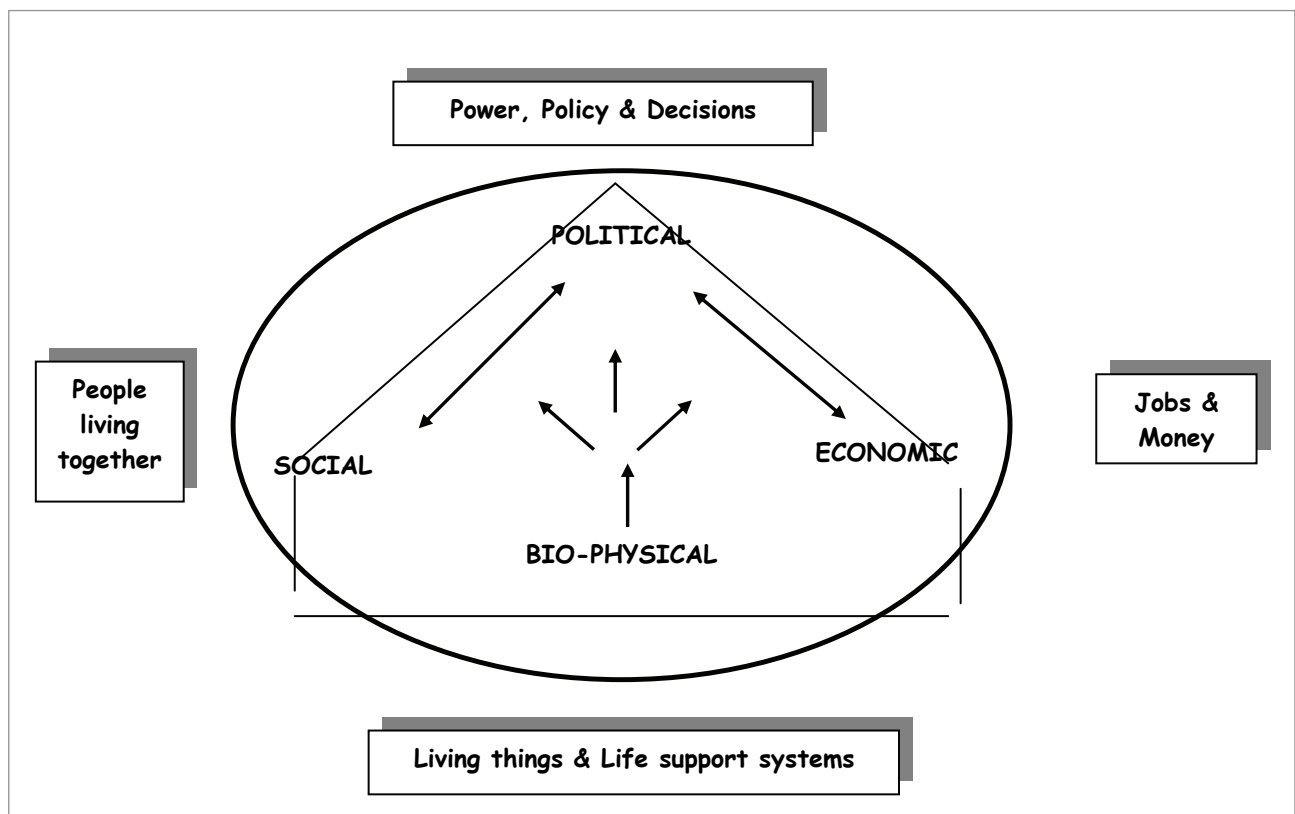 Power, Policy & Decisions
POLITICAL
People
living
together
Jobs &
Money
SOCIAL
ECONOMIC
BIO-PHYSICAL
Living things & Life support systems